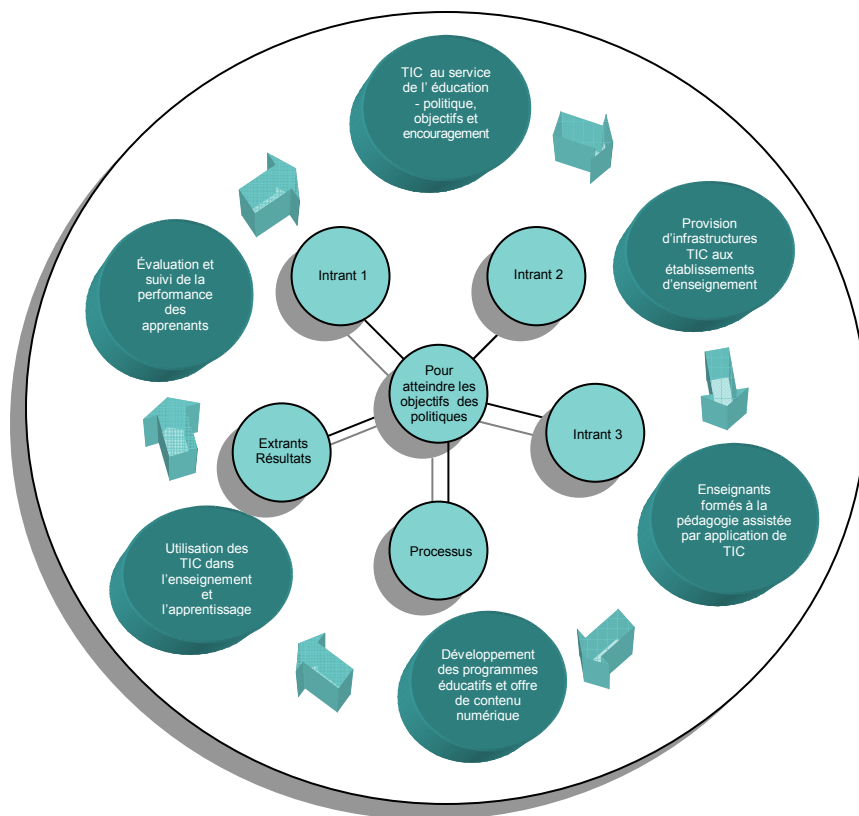 TIC au service
de l' éducation
- politique,
objectifs et
encouragement
Provision
d'infrastructures
TIC aux
établissements
d'enseignement
Évaluation et
suivi de la
performance
des
apprenants
Intrant 1
Intrant 2
Pour
atteindre les
objectifs des
politiques
Extrants
Résultats
Intrant 3
Enseignants
formés à la
pédagogie assistée
par application de
TIC
Processus
Utilisation des
TIC dans
l'enseignement
et
l'apprentissage
Développement
des programmes
éducatifs et offre
de contenu
numérique